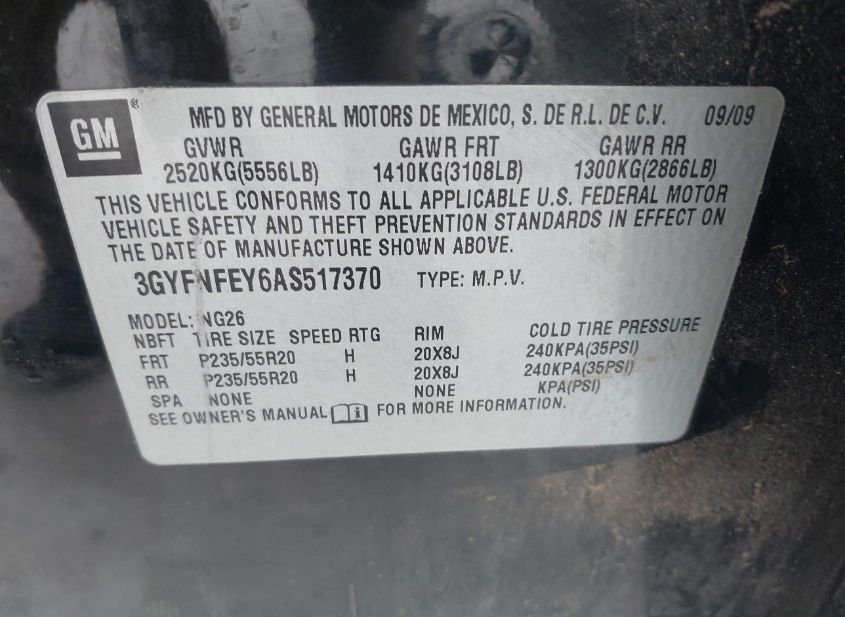 GM ®
MFD BY GENERAL MOTORS DE MEXICO, S. DE R.L. DE C.V. 09/09
GVWR GAWR FRT GAWR RR
2520KG(5556LB) 1410KG(3108LB) 1300KG(2866LB)
THIS VEHICLE CONFORMS TO ALL APPLICABLE U.S. FEDERAL MOTOR
VEHICLE SAFETY AND THEFT PREVENTION STANDARDS IN EFFECT ON
THE DATE OF MANUFACTURE SHOWN ABOVE.
3GYFNFEY6AS517370 TYPE: M.P.V.
MODEL: NG26
NBFT TIRE SIZE SPEED RTG RIM COLD TIRE PRESSURE
FRT P235/55R20 H 20X8J 240KPA(35PSI)
RR P235/55R20 H 20X8J 240KPA(35PSI)
SPA NONE NONE KPA(PSI)
SEE OWNER'S MANUAL i FOR MORE INFORMATION.